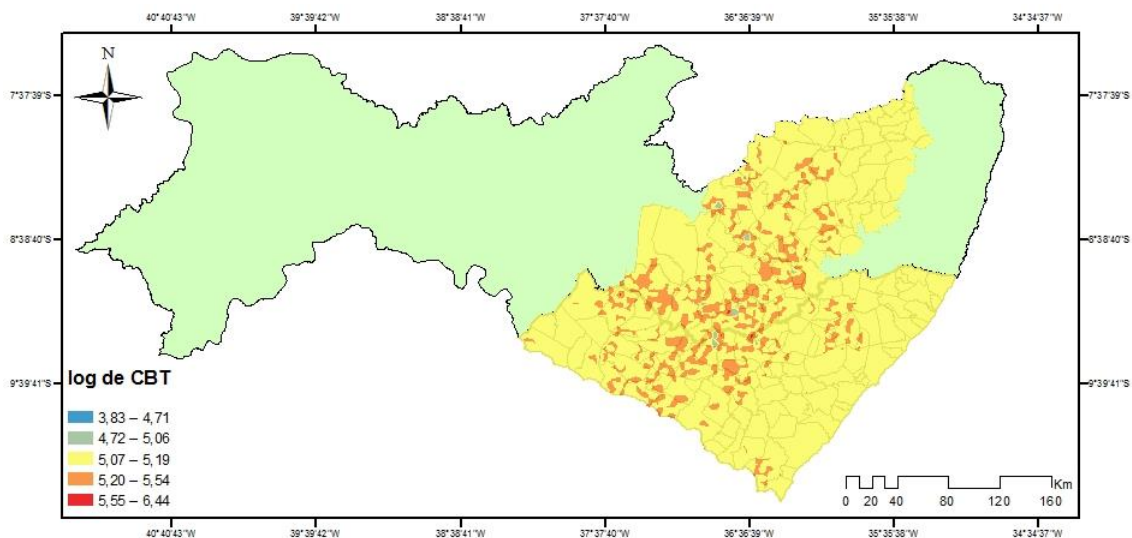 40°40'43"W 39°39'42"W 38°38'41"W 37°37'40"W 36°36'39"W 35°35'38"W 34°34'37"W
N
7°37'39"S 7°37'39"S
8°38'40"S 8°38'40"S
9°39'41"S 9°39'41"S
log de CBT
3,83 – 4,71
4,72 – 5,06
5,07 – 5,19
5,20 – 5,54
5,55 – 6,44
Km
0 20 40 80 120 160
40°40'43"W 39°39'42"W 38°38'41"W 37°37'40"W 36°36'39"W 35°35'38"W 34°34'37"W